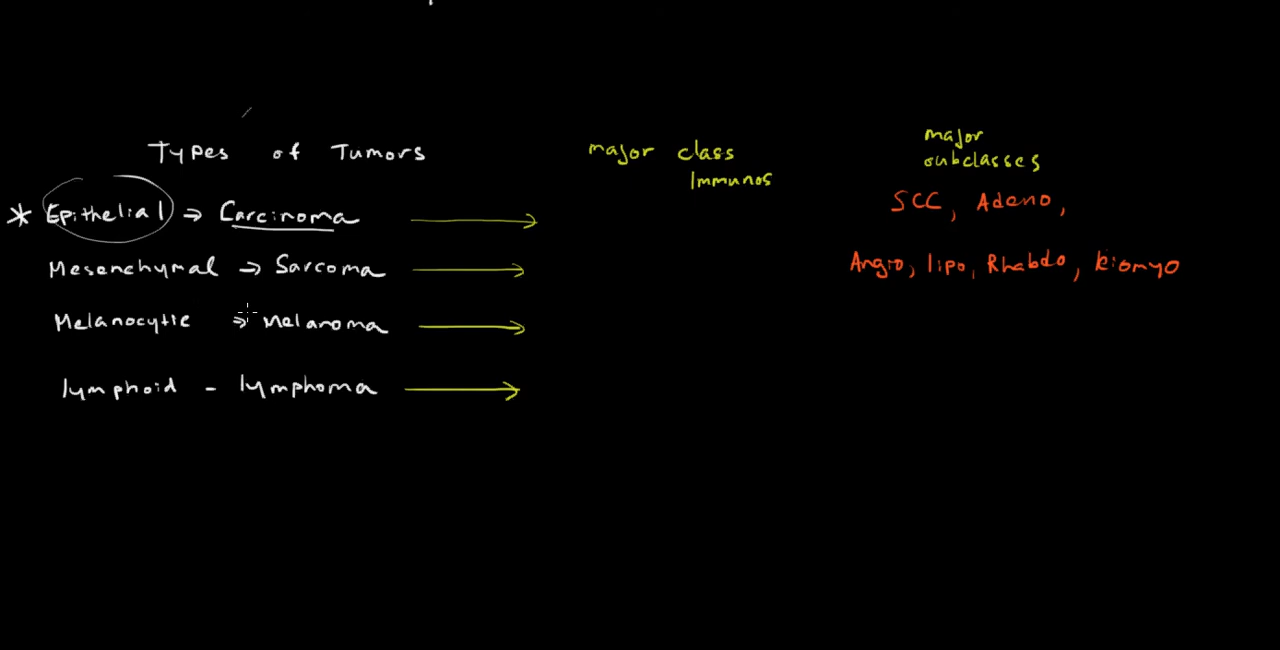 Types of Tumors
major class
Immunos
major
subclasses
* Epithelial → Carcinoma →
SCC, Adeno,
Mesenchymal → Sarcoma →
Angio, lipo, Rhabdo, Leiomyo
Melanocytic → Melanoma →
lymphoid - lymphoma →